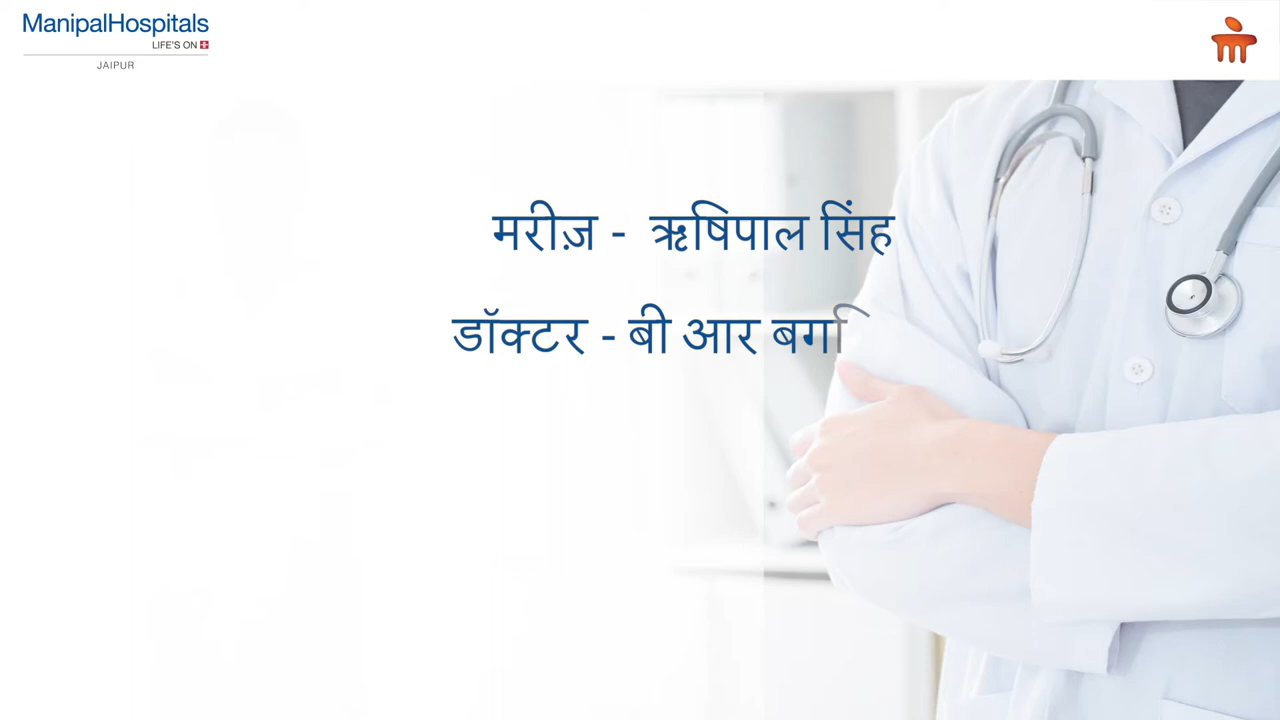 ManipalHospitals
LIFE'S ON
JAIPUR
मरीज़ - ऋषिपाल सिंह
डॉक्टर - बी आर